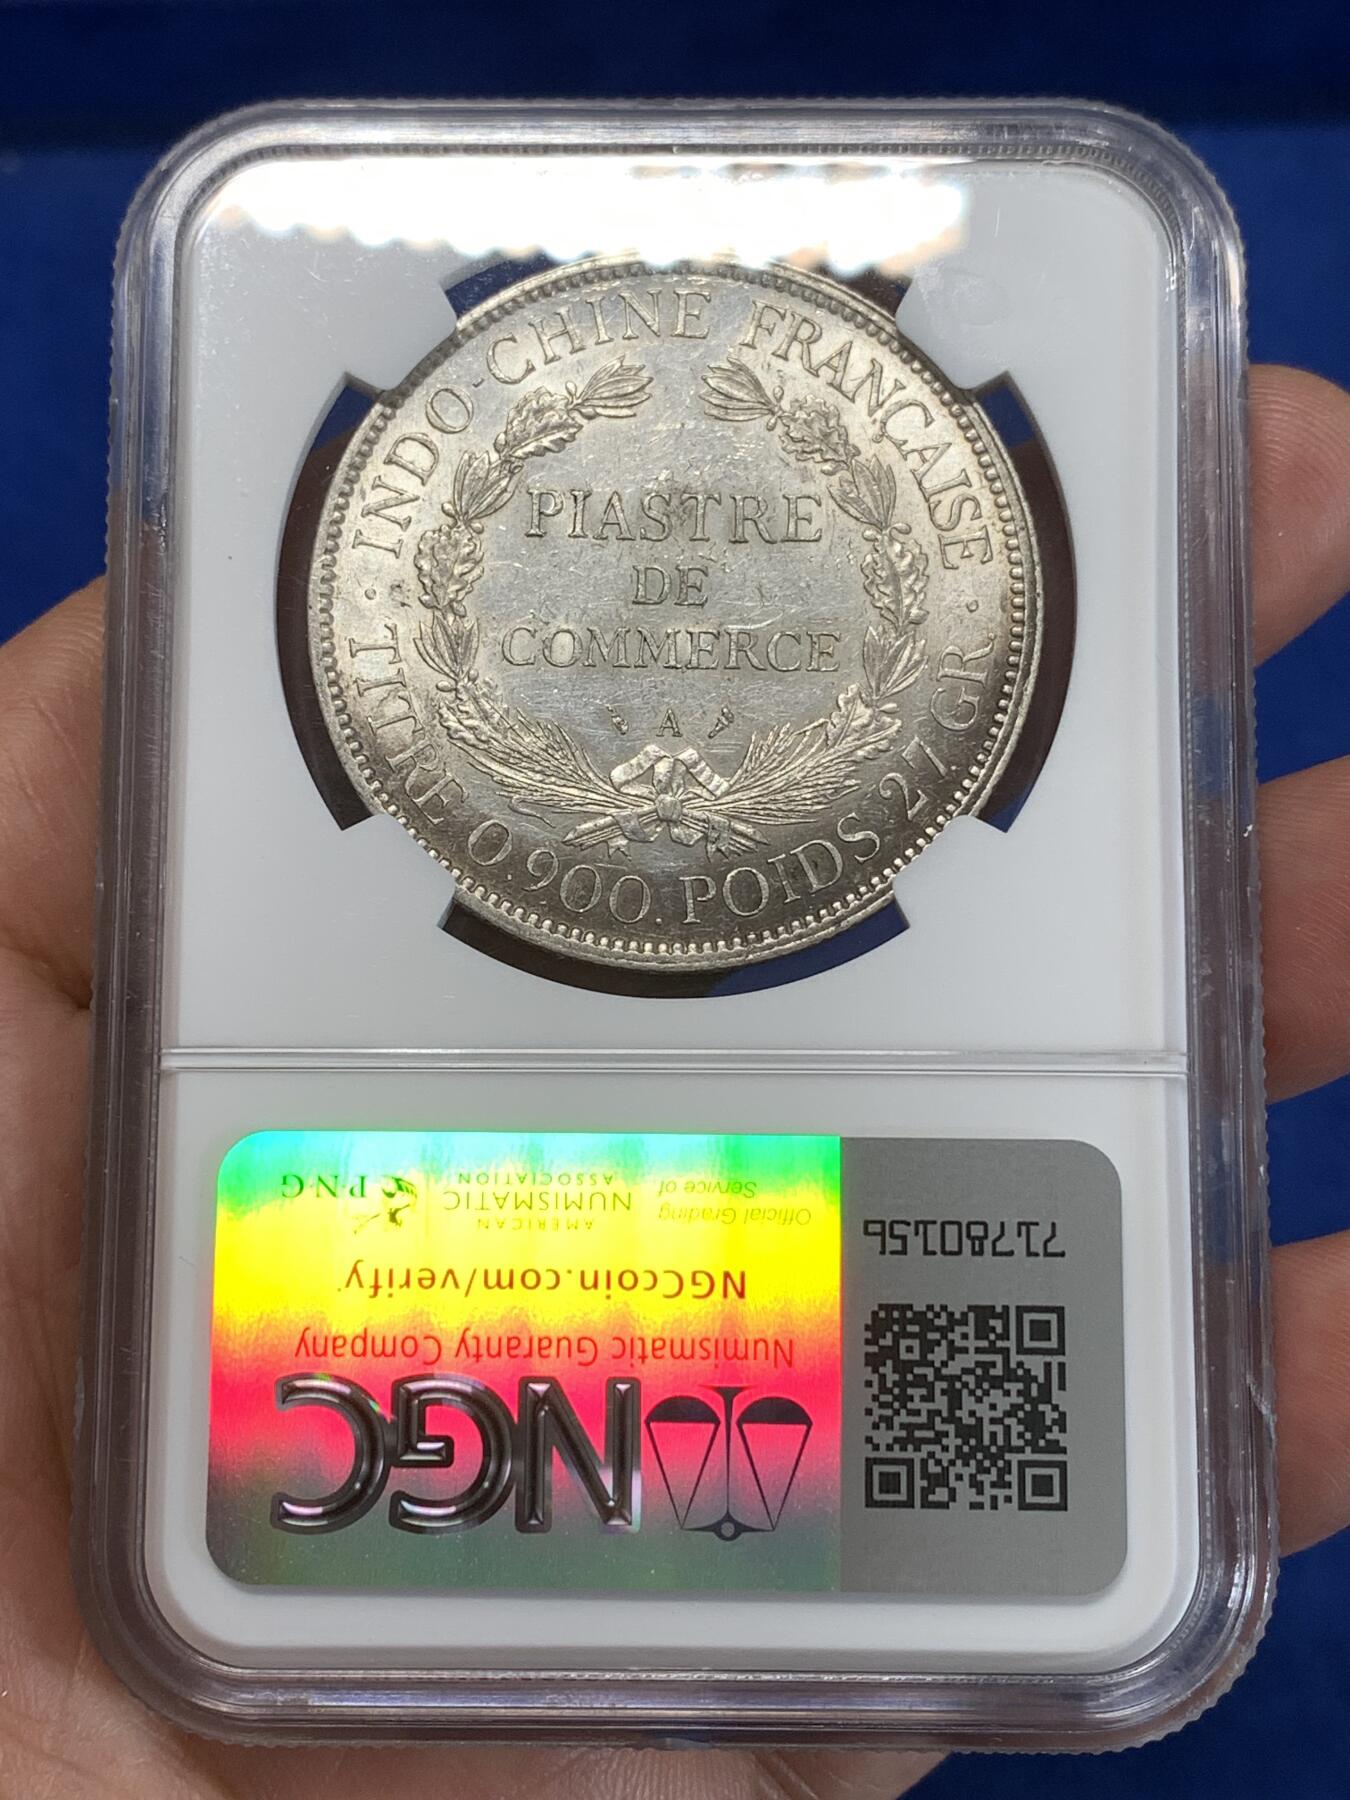 INDO-CHINE FRANÇAISE
PIASTRE
DE
COMMERCE
A
· TITRE 0,900. POIDS 27 GR. ·
NGC
Numismatic Guaranty Company
NGCcoin.com/verify
Official Grading
Service of
AMERICAN
NUMISMATIC
ASSOCIATION
P·N·G
71780156